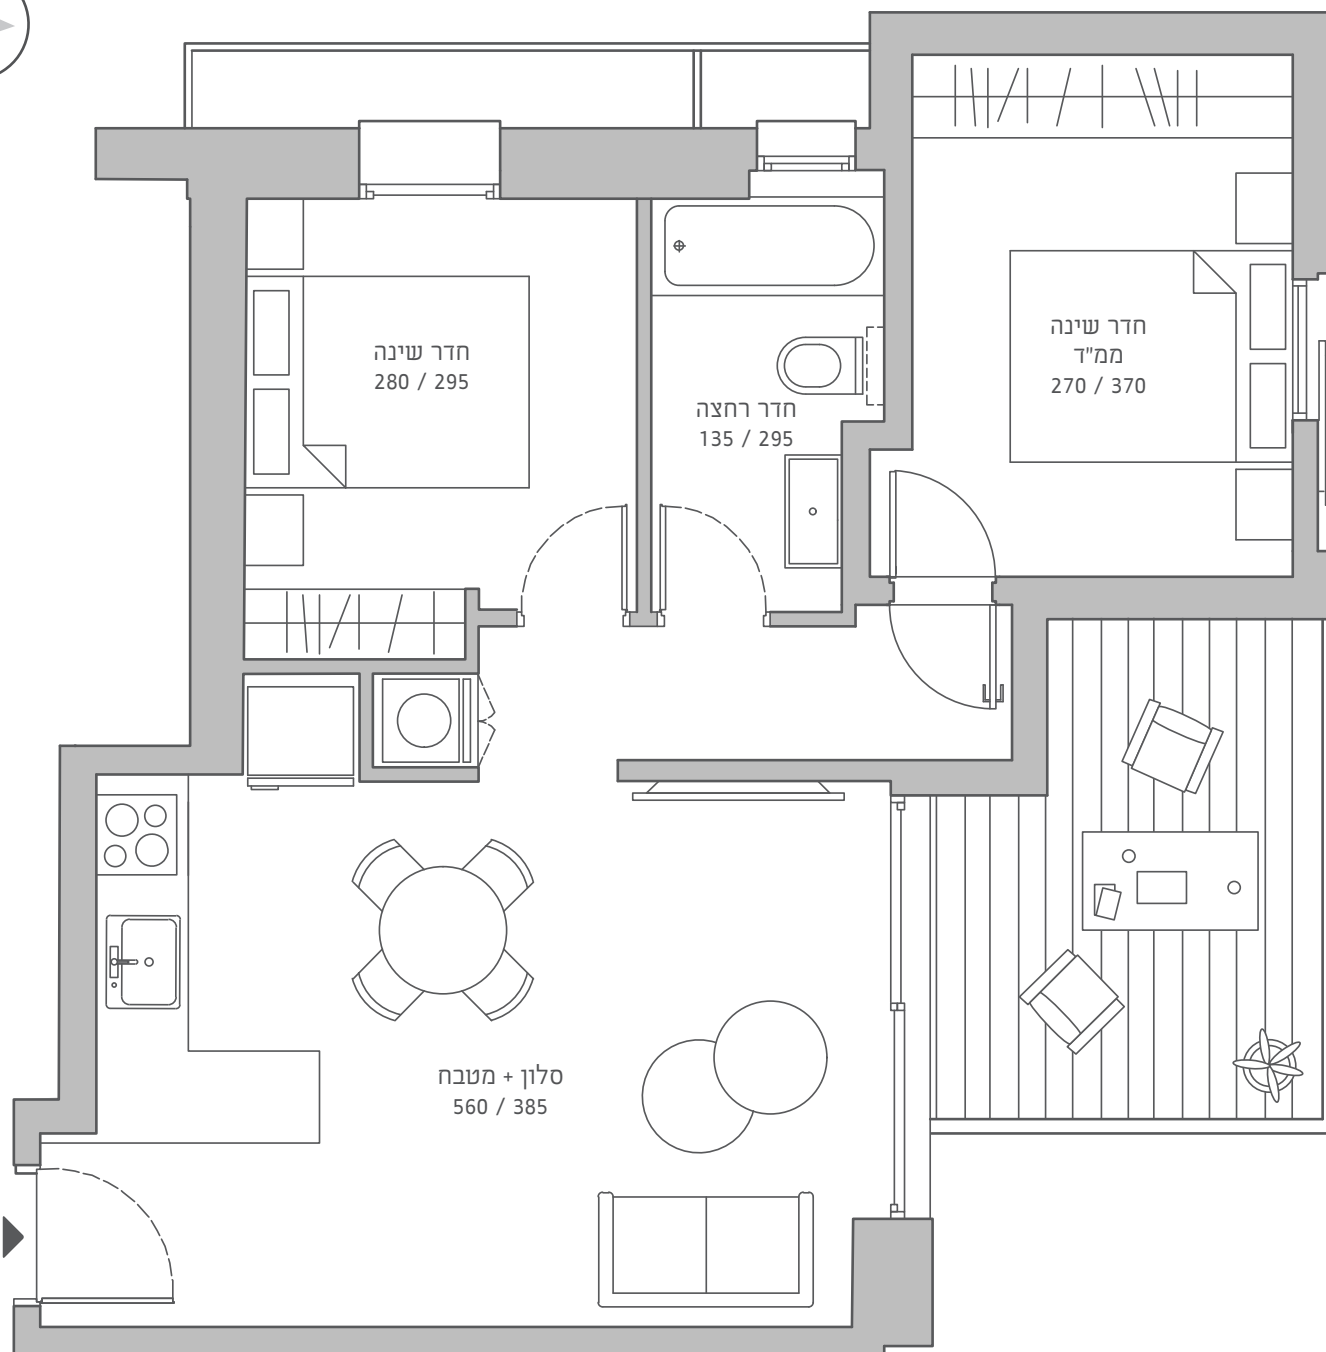 חדר שינה
ממ"ד
270 / 370
חדר שינה
280 / 295
חדר רחצה
135 / 295
סלון + מטבח
560 / 385